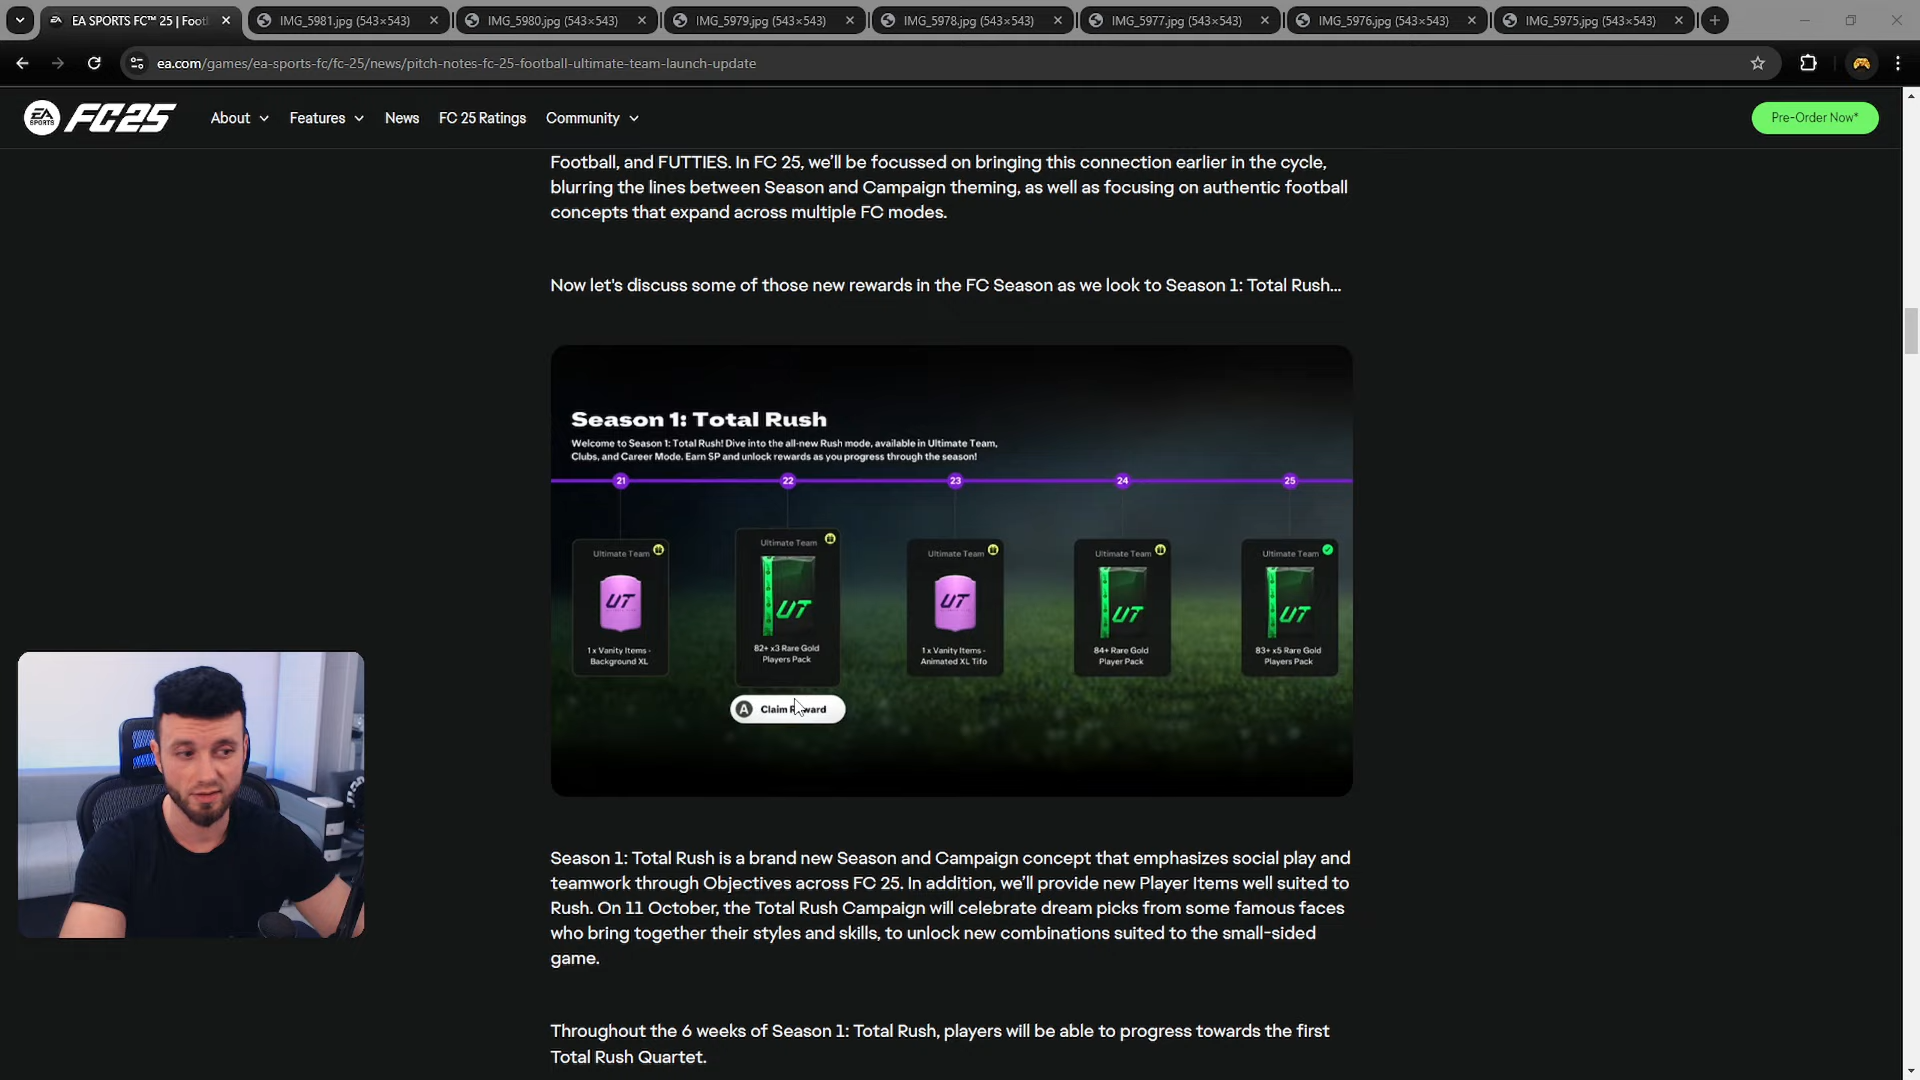 EA SPORTS FC™ 25 | Footb
IMG_5981.jpg (543×543)
IMG_5980.jpg (543×543)
IMG_5979.jpg (543×543)
IMG_5978.jpg (543×543)
IMG_5977.jpg (543×543)
IMG_5976.jpg (543×543)
IMG_5975.jpg (543×543)
ea.com/games/ea-sports-fc/fc-25/news/pitch-notes-fc-25-football-ultimate-team-launch-update
EA SPORTS FC25
About
Features
News
FC 25 Ratings
Community
Pre-Order Now*
Football, and FUTTIES. In FC 25, we'll be focussed on bringing this connection earlier in the cycle,
blurring the lines between Season and Campaign theming, as well as focusing on authentic football
concepts that expand across multiple FC modes.
Now let's discuss some of those new rewards in the FC Season as we look to Season 1: Total Rush...
Season 1: Total Rush
Welcome to Season 1: Total Rush! Dive into the all-new Rush mode, available in Ultimate Team,
Clubs, and Career Mode. Earn SP and unlock rewards as you progress through the season!
21
22
23
24
25
Ultimate Team
UT
1 x Vanity Items -
Background XL
Ultimate Team
UT
82+ x3 Rare Gold
Players Pack
Ultimate Team
UT
1 x Vanity Items -
Animated XL Tifo
Ultimate Team
UT
84+ Rare Gold
Player Pack
Ultimate Team
UT
83+ x5 Rare Gold
Players Pack
A Claim Reward
Season 1: Total Rush is a brand new Season and Campaign concept that emphasizes social play and
teamwork through Objectives across FC 25. In addition, we'll provide new Player Items well suited to
Rush. On 11 October, the Total Rush Campaign will celebrate dream picks from some famous faces
who bring together their styles and skills, to unlock new combinations suited to the small-sided
game.
Throughout the 6 weeks of Season 1: Total Rush, players will be able to progress towards the first
Total Rush Quartet.